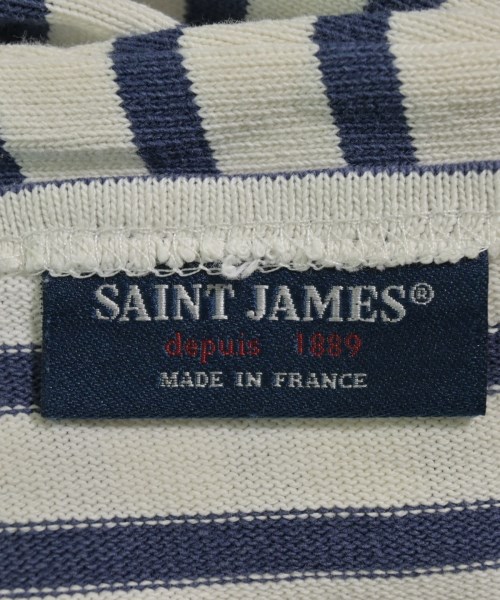 SAINT JAMES®
depuis 1889
MADE IN FRANCE